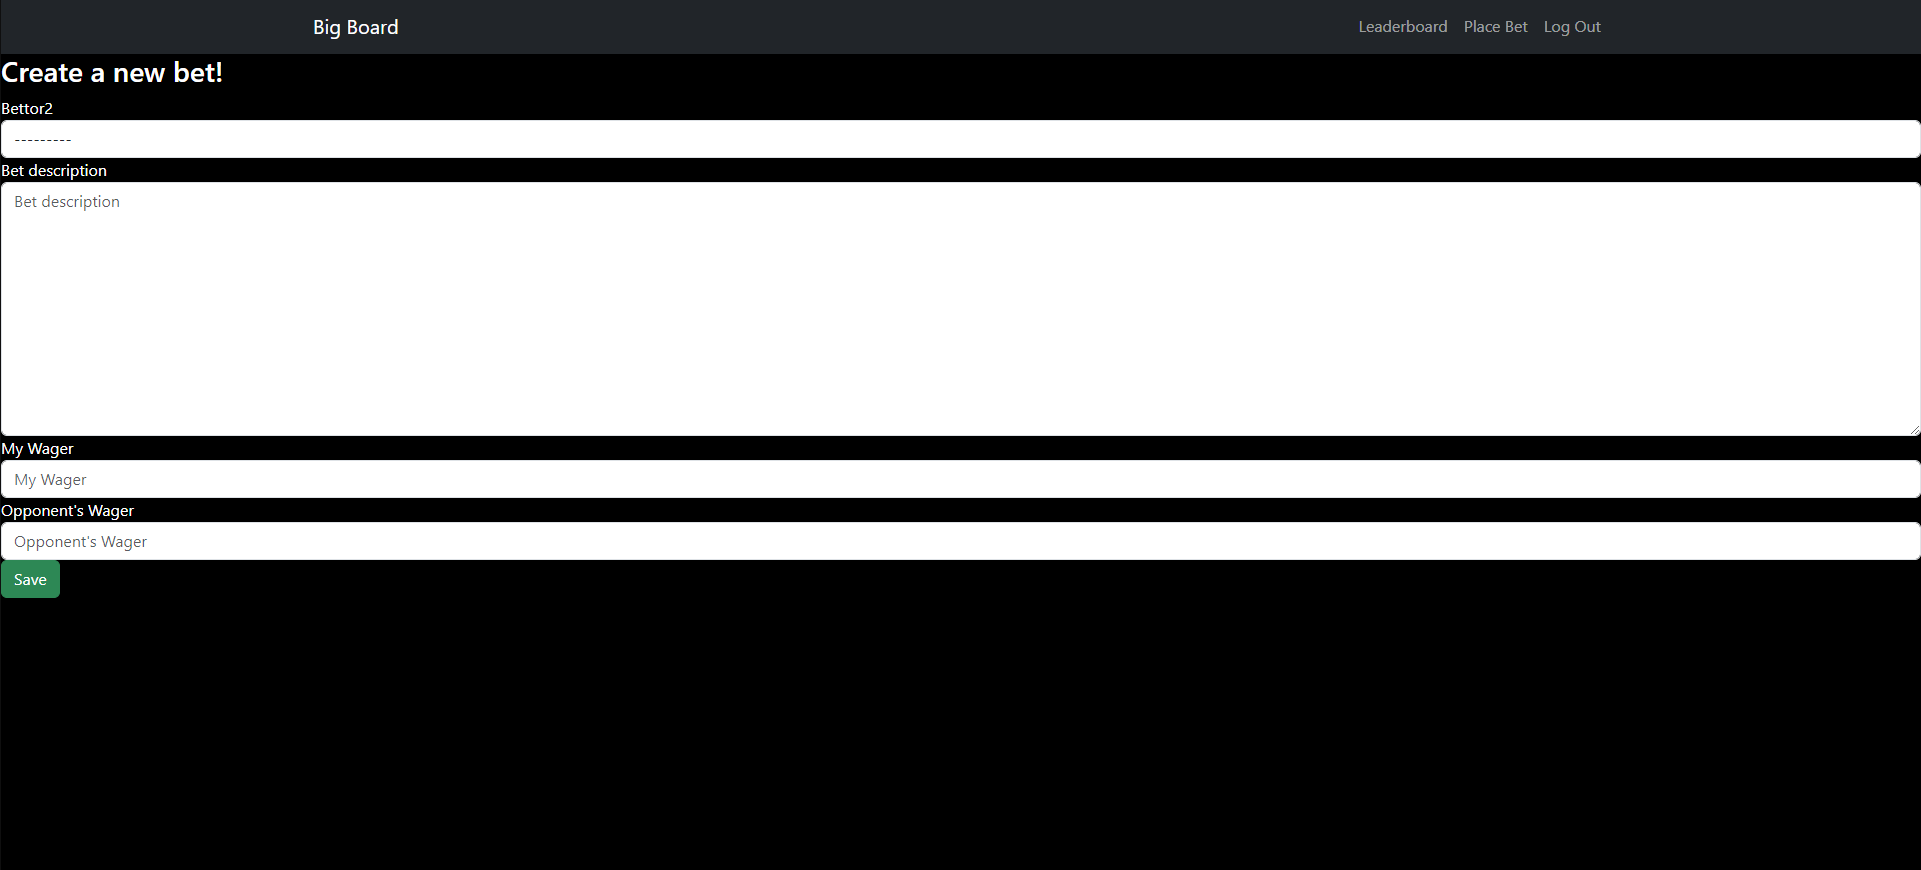 Big Board Leaderboard Place Bet Log Out
Create a new bet!
Bettor2
---------
Bet description
Bet description
My Wager
My Wager
Opponent's Wager
Opponent's Wager
Save